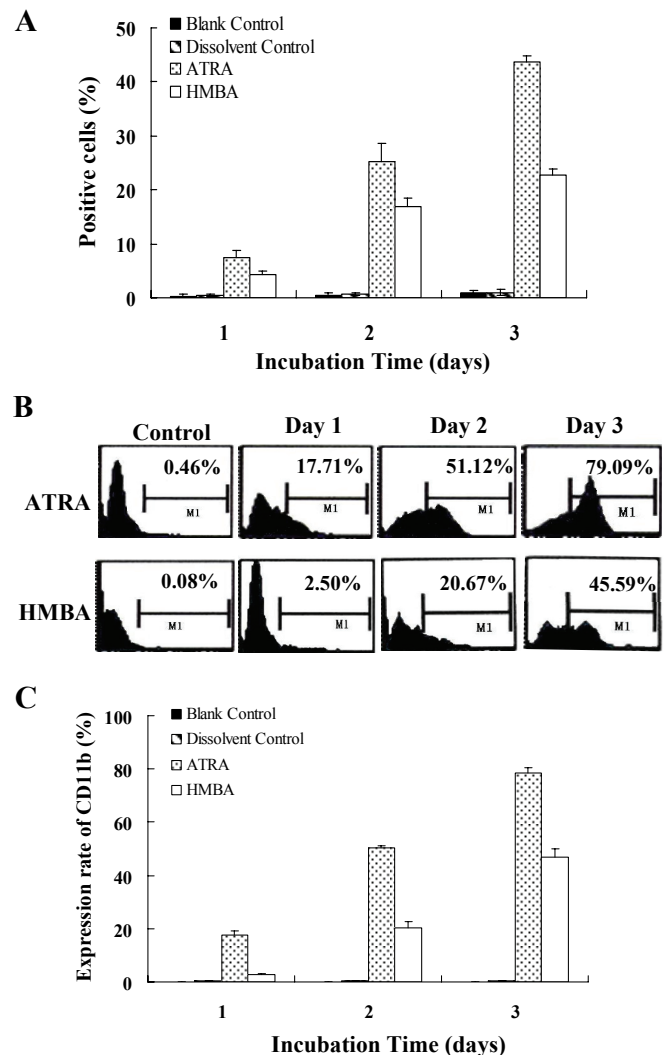 A
Blank Control
Dissolvent Control
ATRA
HMBA
Positive cells (%)
50
40
30
20
10
0
1 2 3
Incubation Time (days)
B
Control Day 1 Day 2 Day 3
ATRA
0.46% 17.71% 51.12% 79.09%
M1 M1 M1 M1
HMBA
0.08% 2.50% 20.67% 45.59%
M1 M1 M1 M1
C
Blank Control
Dissolvent Control
ATRA
HMBA
Expression rate of CD11b (%)
100
80
60
40
20
0
1 2 3
Incubation Time (days)